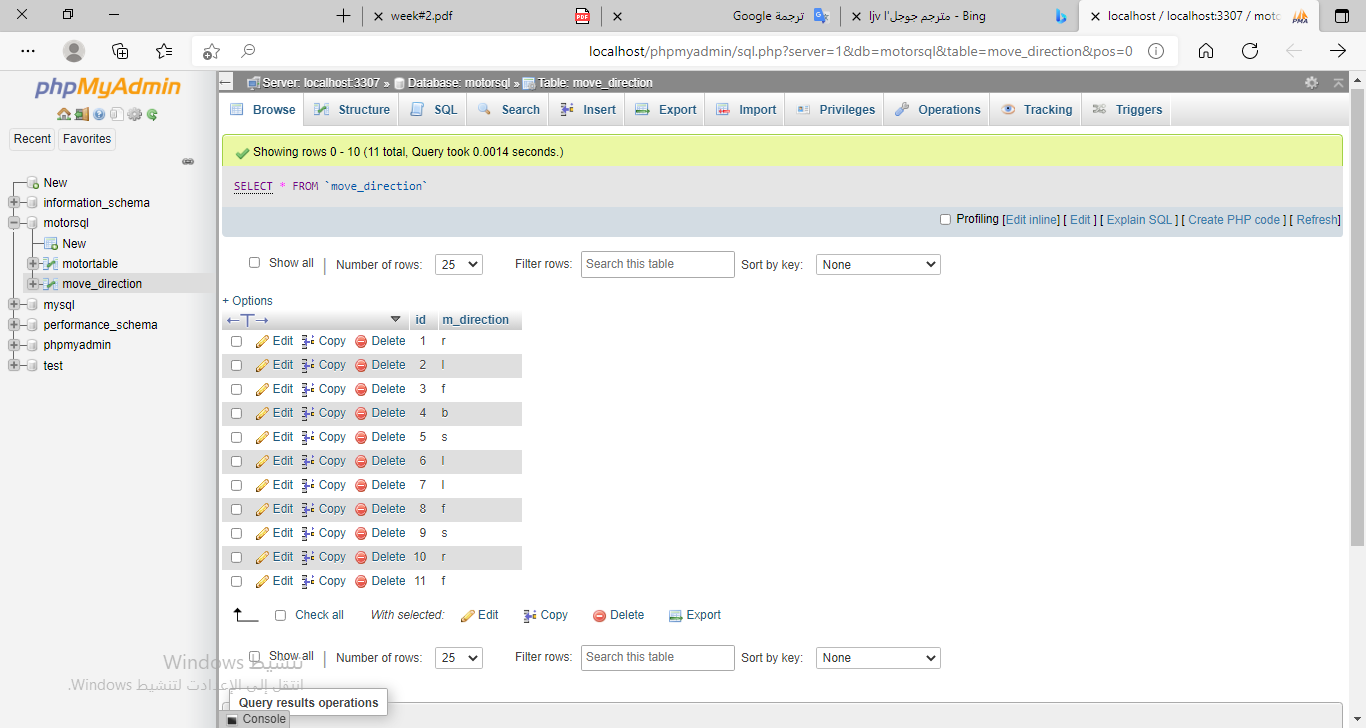 week#2.pdf
ترجمة Google
مترجم جوجل ljv l'ا - Bing
localhost / localhost:3307 / moto
localhost/phpmyadmin/sql.php?server=1&db=motorsql&table=move_direction&pos=0
phpMyAdmin
Recent Favorites
New
information_schema
motorsql
New
motortable
move_direction
mysql
performance_schema
phpmyadmin
test
Server: localhost:3307 » Database: motorsql » Table: move_direction
Browse Structure SQL Search Insert Export Import Privileges Operations Tracking Triggers
Showing rows 0 - 10 (11 total, Query took 0.0014 seconds.)
SELECT * FROM `move_direction`
Profiling [Edit inline] [ Edit ] [ Explain SQL ] [ Create PHP code ] [ Refresh]
Show all | Number of rows: 25 Filter rows: Search this table Sort by key: None
+ Options
←T→ id m_direction
Edit Copy Delete 1 r
Edit Copy Delete 2 l
Edit Copy Delete 3 f
Edit Copy Delete 4 b
Edit Copy Delete 5 s
Edit Copy Delete 6 l
Edit Copy Delete 7 l
Edit Copy Delete 8 f
Edit Copy Delete 9 s
Edit Copy Delete 10 r
Edit Copy Delete 11 f
Check all With selected: Edit Copy Delete Export
Show all | Number of rows: 25 Filter rows: Search this table Sort by key: None
تنشيط Windows
انتقل إلى الإعدادت لتنشيط Windows.
Query results operations
Console